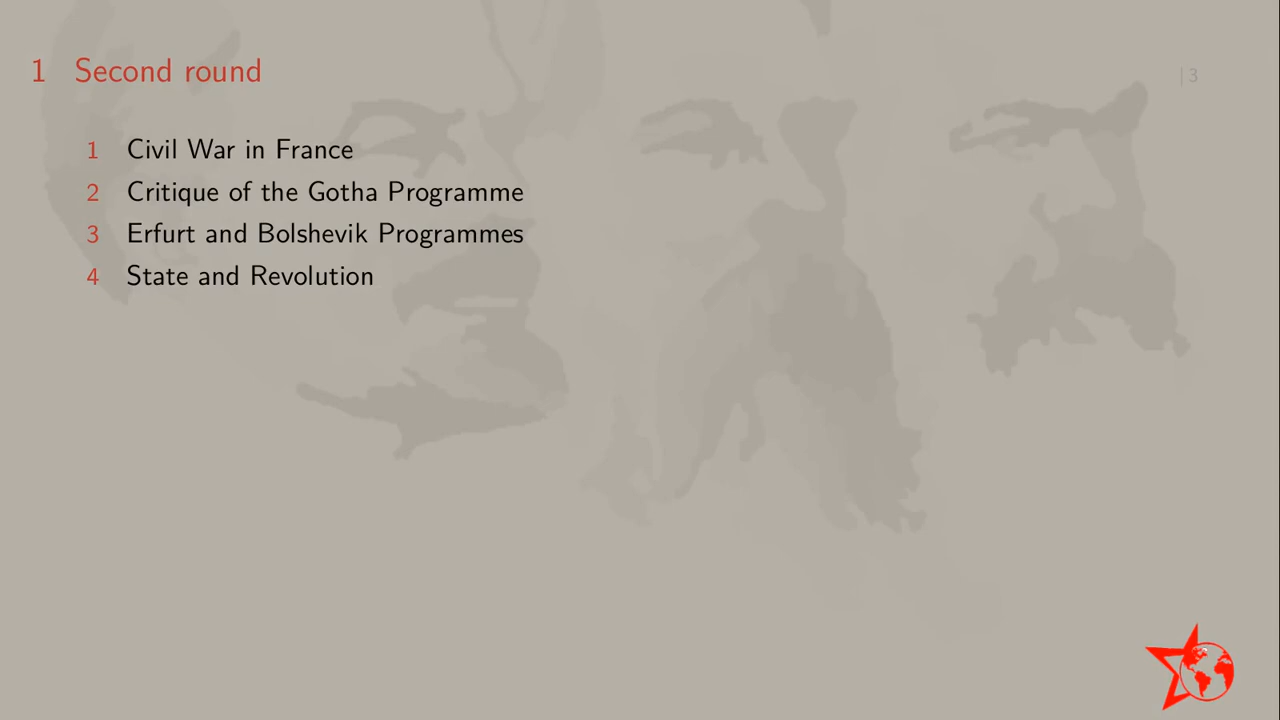 1 Second round
| 3
1 Civil War in France
2 Critique of the Gotha Programme
3 Erfurt and Bolshevik Programmes
4 State and Revolution